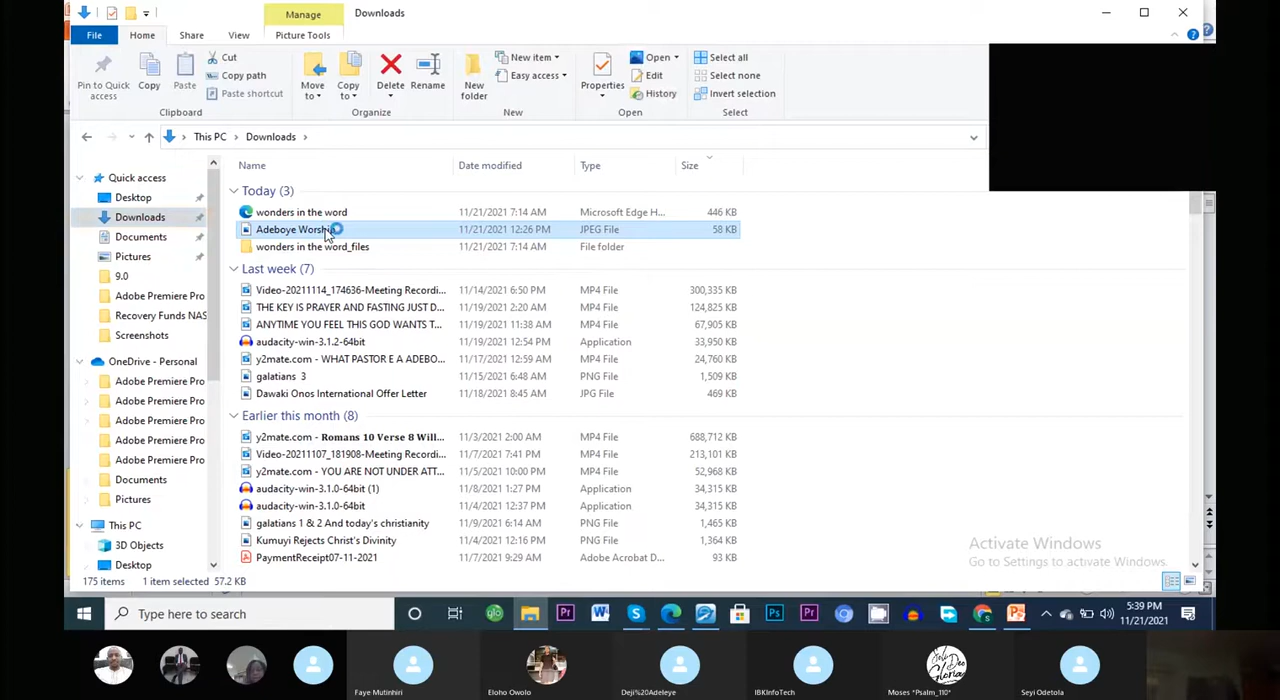 Manage
Downloads
File
Home
Share
View
Picture Tools
Pin to Quick
access
Copy
Paste
Cut
Copy path
Paste shortcut
Clipboard
Move
to
Copy
to
Delete
Rename
Organize
New
folder
New item
Easy access
New
Properties
Open
Edit
History
Open
Select all
Select none
Invert selection
Select
This PC
Downloads
Name
Date modified
Type
Size
Quick access
Desktop
Downloads
Documents
Pictures
9.0
Adobe Premiere Pro
Recovery Funds NAS
Screenshots
OneDrive - Personal
Adobe Premiere Pro
Adobe Premiere Pro
Adobe Premiere Pro
Adobe Premiere Pro
Adobe Premiere Pro
Documents
Pictures
This PC
3D Objects
Desktop
Today (3)
wonders in the word 11/21/2021 7:14 AM Microsoft Edge H... 446 KB
Adeboye Worship 11/21/2021 12:26 PM JPEG File 58 KB
wonders in the word_files 11/21/2021 7:14 AM File folder
Last week (7)
Video-20211114_174636-Meeting Recordi... 11/14/2021 6:50 PM MP4 File 300,335 KB
THE KEY IS PRAYER AND FASTING JUST D... 11/19/2021 2:20 AM MP4 File 124,825 KB
ANYTIME YOU FEEL THIS GOD WANTS T... 11/19/2021 11:38 AM MP4 File 67,905 KB
audacity-win-3.1.2-64bit 11/19/2021 12:54 PM Application 33,950 KB
y2mate.com - WHAT PASTOR E A ADEBO... 11/17/2021 12:59 AM MP4 File 24,760 KB
galatians 3 11/15/2021 6:48 AM PNG File 1,509 KB
Dawaki Onos International Offer Letter 11/18/2021 8:45 AM JPG File 469 KB
Earlier this month (8)
y2mate.com - Romans 10 Verse 8 Will... 11/3/2021 2:00 AM MP4 File 688,712 KB
Video-20211107_181908-Meeting Recordi... 11/7/2021 7:41 PM MP4 File 213,101 KB
y2mate.com - YOU ARE NOT UNDER ATT... 11/5/2021 10:00 PM MP4 File 52,968 KB
audacity-win-3.1.0-64bit (1) 11/8/2021 1:27 PM Application 34,315 KB
audacity-win-3.1.0-64bit 11/4/2021 12:37 PM Application 34,315 KB
galatians 1 & 2 And today's christianity 11/9/2021 6:14 AM PNG File 1,465 KB
Kumuyi Rejects Christ's Divinity 11/4/2021 12:16 PM PNG File 1,364 KB
PaymentReceipt07-11-2021 11/7/2021 9:29 AM Adobe Acrobat D... 93 KB
Activate Windows
Go to Settings to activate Windows.
175 items 1 item selected 57.2 KB
Type here to search
glo
5:39 PM
11/21/2021
Soli
Deo
Gloria
Faye Mutinhiri
Eloho Owolo
Deji%20Adeleye
IBKInfoTech
Moses *Psalm_110*
Seyi Odetola